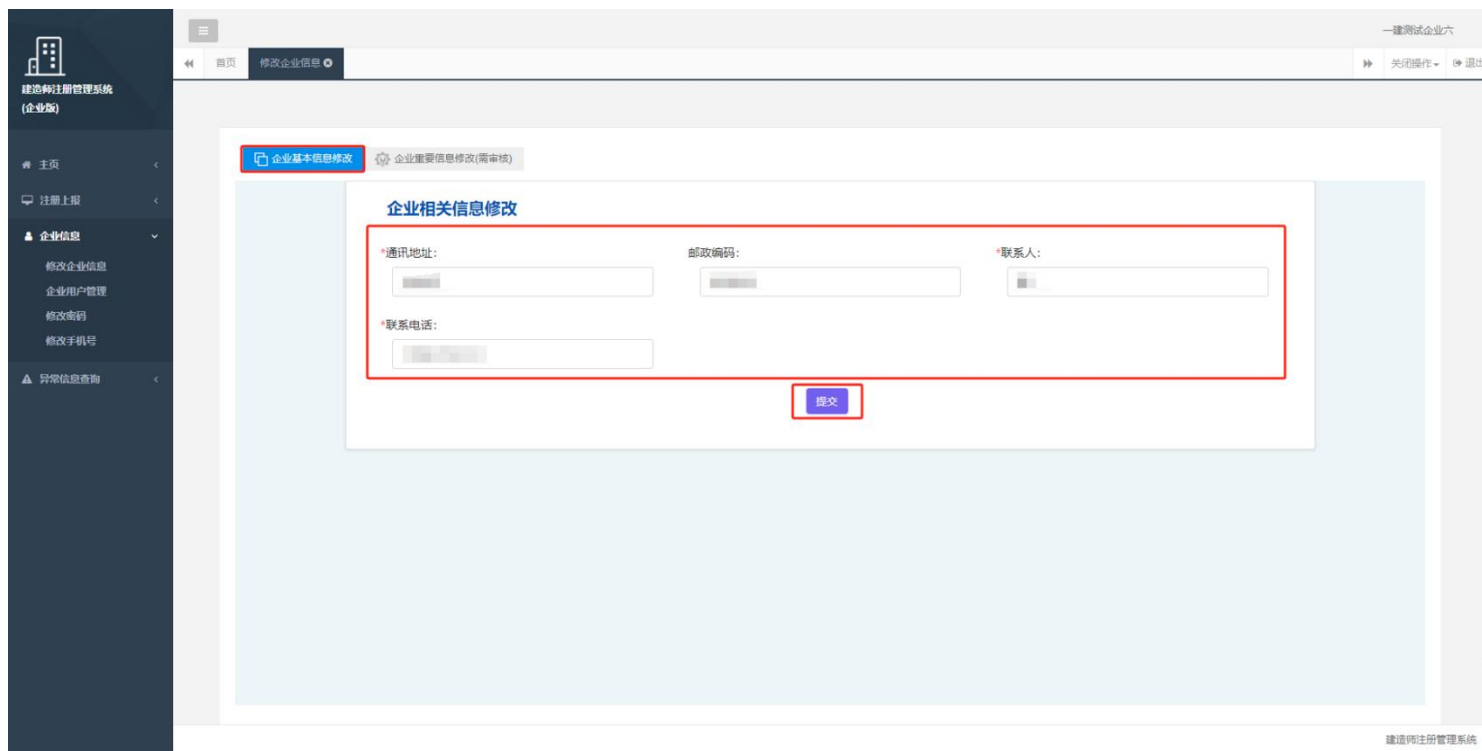 一建测试企业六
首页 修改企业信息 关闭操作 退出
建造师注册管理系统
(企业版)
主页
注册上报
企业信息
修改企业信息
企业用户管理
修改密码
修改手机号
异常信息查询
企业基本信息修改 企业重要信息修改(需审核)
企业相关信息修改
*通讯地址: 邮政编码: *联系人:
*联系电话:
提交
建造师注册管理系统